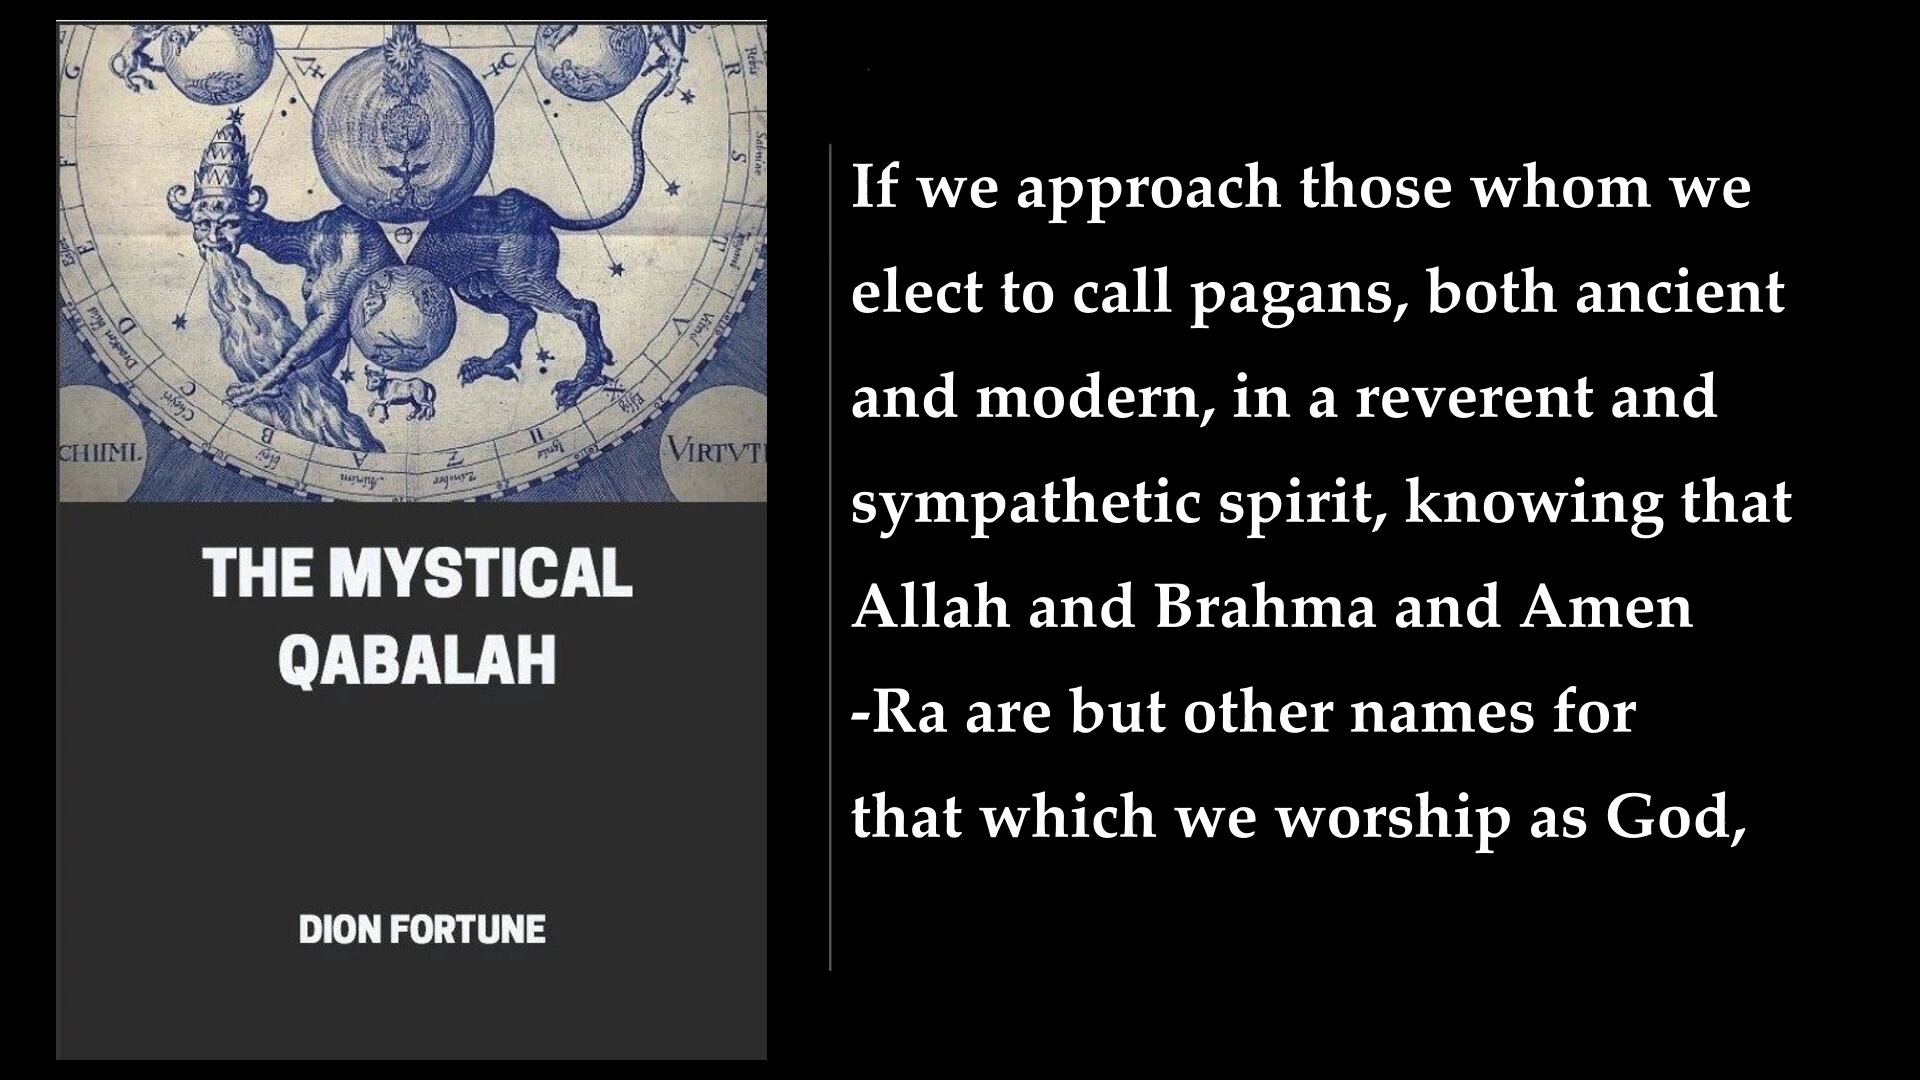 THE MYSTICAL
QABALAH
DION FORTUNE
CHIIMI.
VIRTVTI
If we approach those whom we
elect to call pagans, both ancient
and modern, in a reverent and
sympathetic spirit, knowing that
Allah and Brahma and Amen
-Ra are but other names for
that which we worship as God,